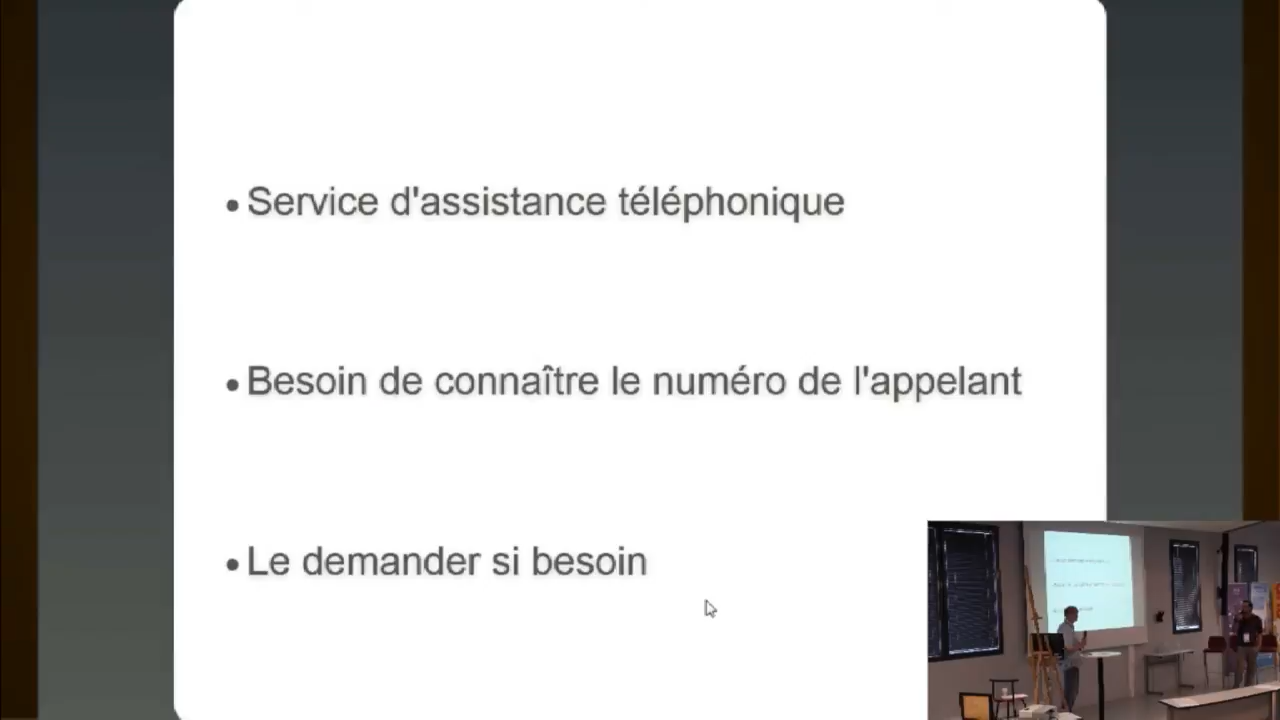 • Service d'assistance téléphonique
• Besoin de connaître le numéro de l'appelant
• Le demander si besoin